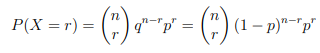 P(X = r) = \binom{n}{r} q^{n-r} p^r = \binom{n}{r} (1 − p)^{n−r} p^r